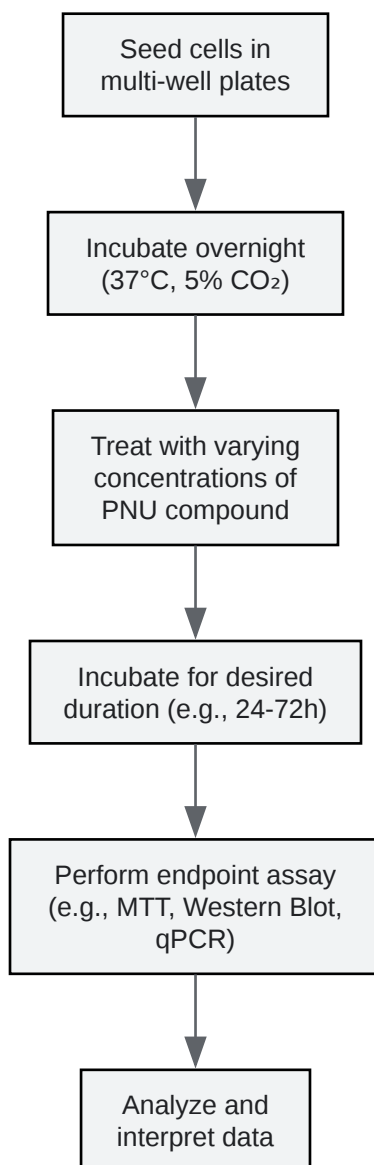 Seed cells in
multi-well plates
Incubate overnight
(37°C, 5% CO₂)
Treat with varying
concentrations of
PNU compound
Incubate for desired
duration (e.g., 24-72h)
Perform endpoint assay
(e.g., MTT, Western Blot,
qPCR)
Analyze and
interpret data